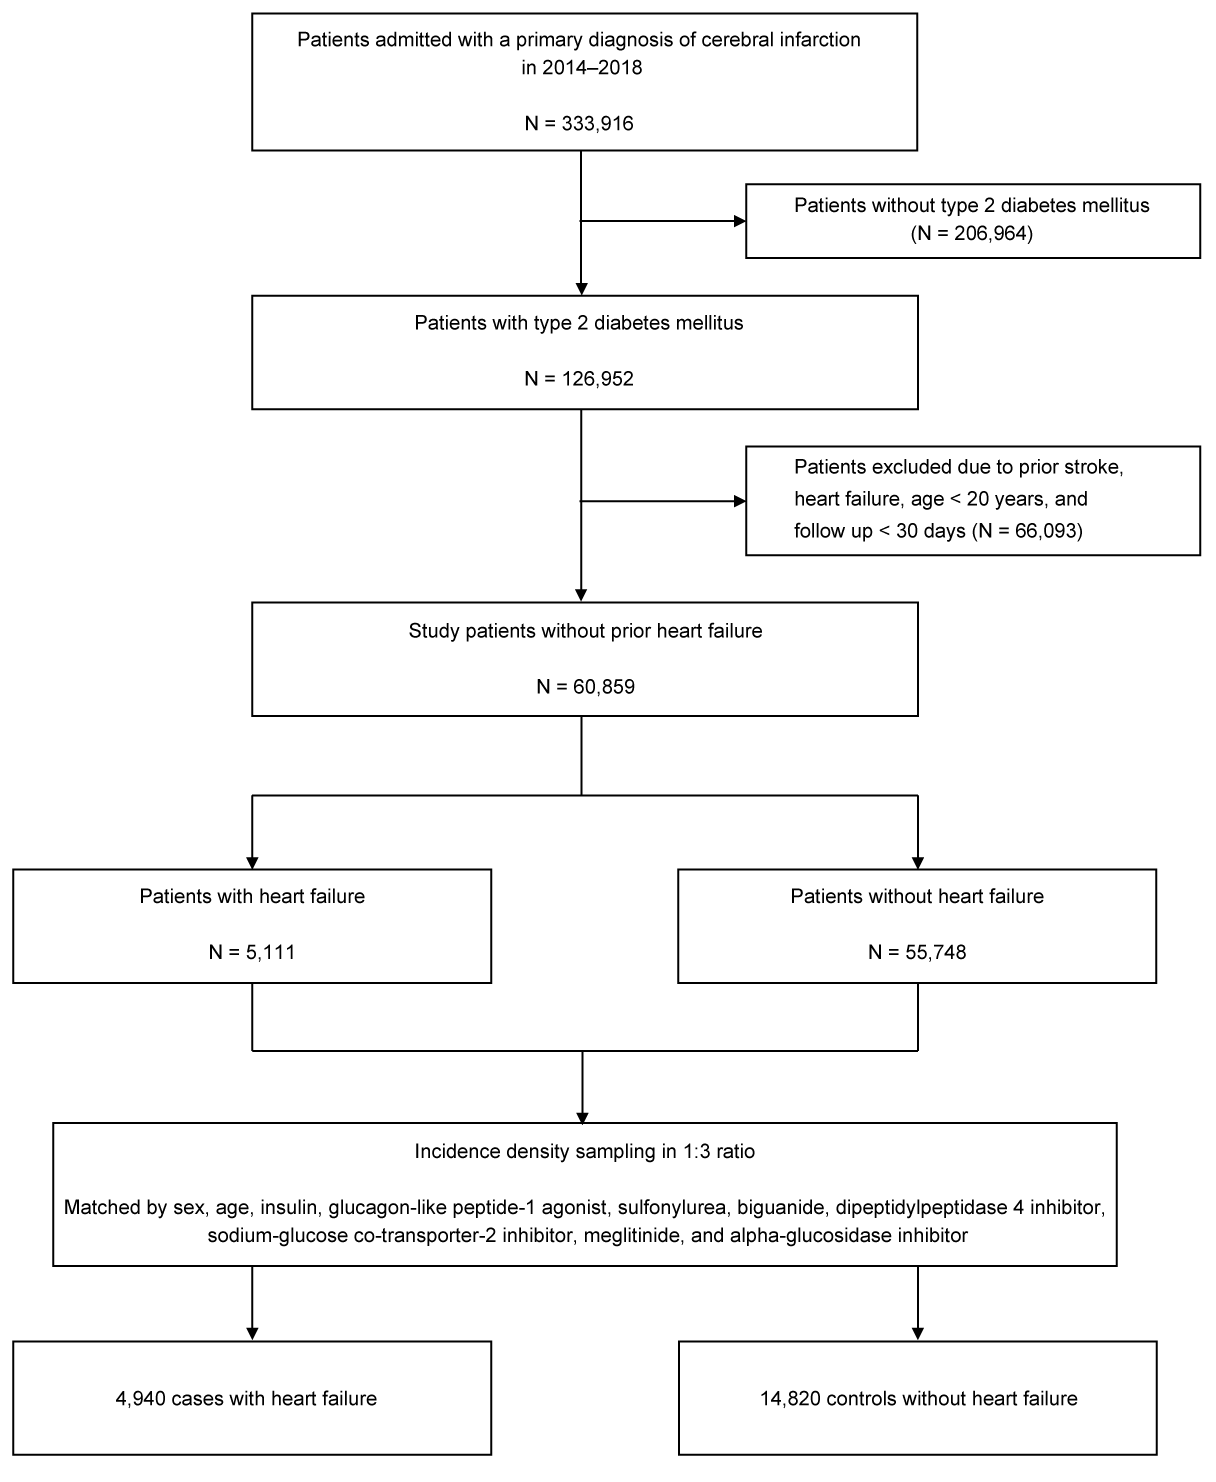 Patients admitted with a primary diagnosis of cerebral infarction
in 2014–2018
N = 333,916
Patients without type 2 diabetes mellitus
(N = 206,964)
Patients with type 2 diabetes mellitus
N = 126,952
Patients excluded due to prior stroke,
heart failure, age < 20 years, and
follow up < 30 days (N = 66,093)
Study patients without prior heart failure
N = 60,859
Patients with heart failure
N = 5,111
Patients without heart failure
N = 55,748
Incidence density sampling in 1:3 ratio
Matched by sex, age, insulin, glucagon-like peptide-1 agonist, sulfonylurea, biguanide, dipeptidylpeptidase 4 inhibitor,
sodium-glucose co-transporter-2 inhibitor, meglitinide, and alpha-glucosidase inhibitor
4,940 cases with heart failure
14,820 controls without heart failure